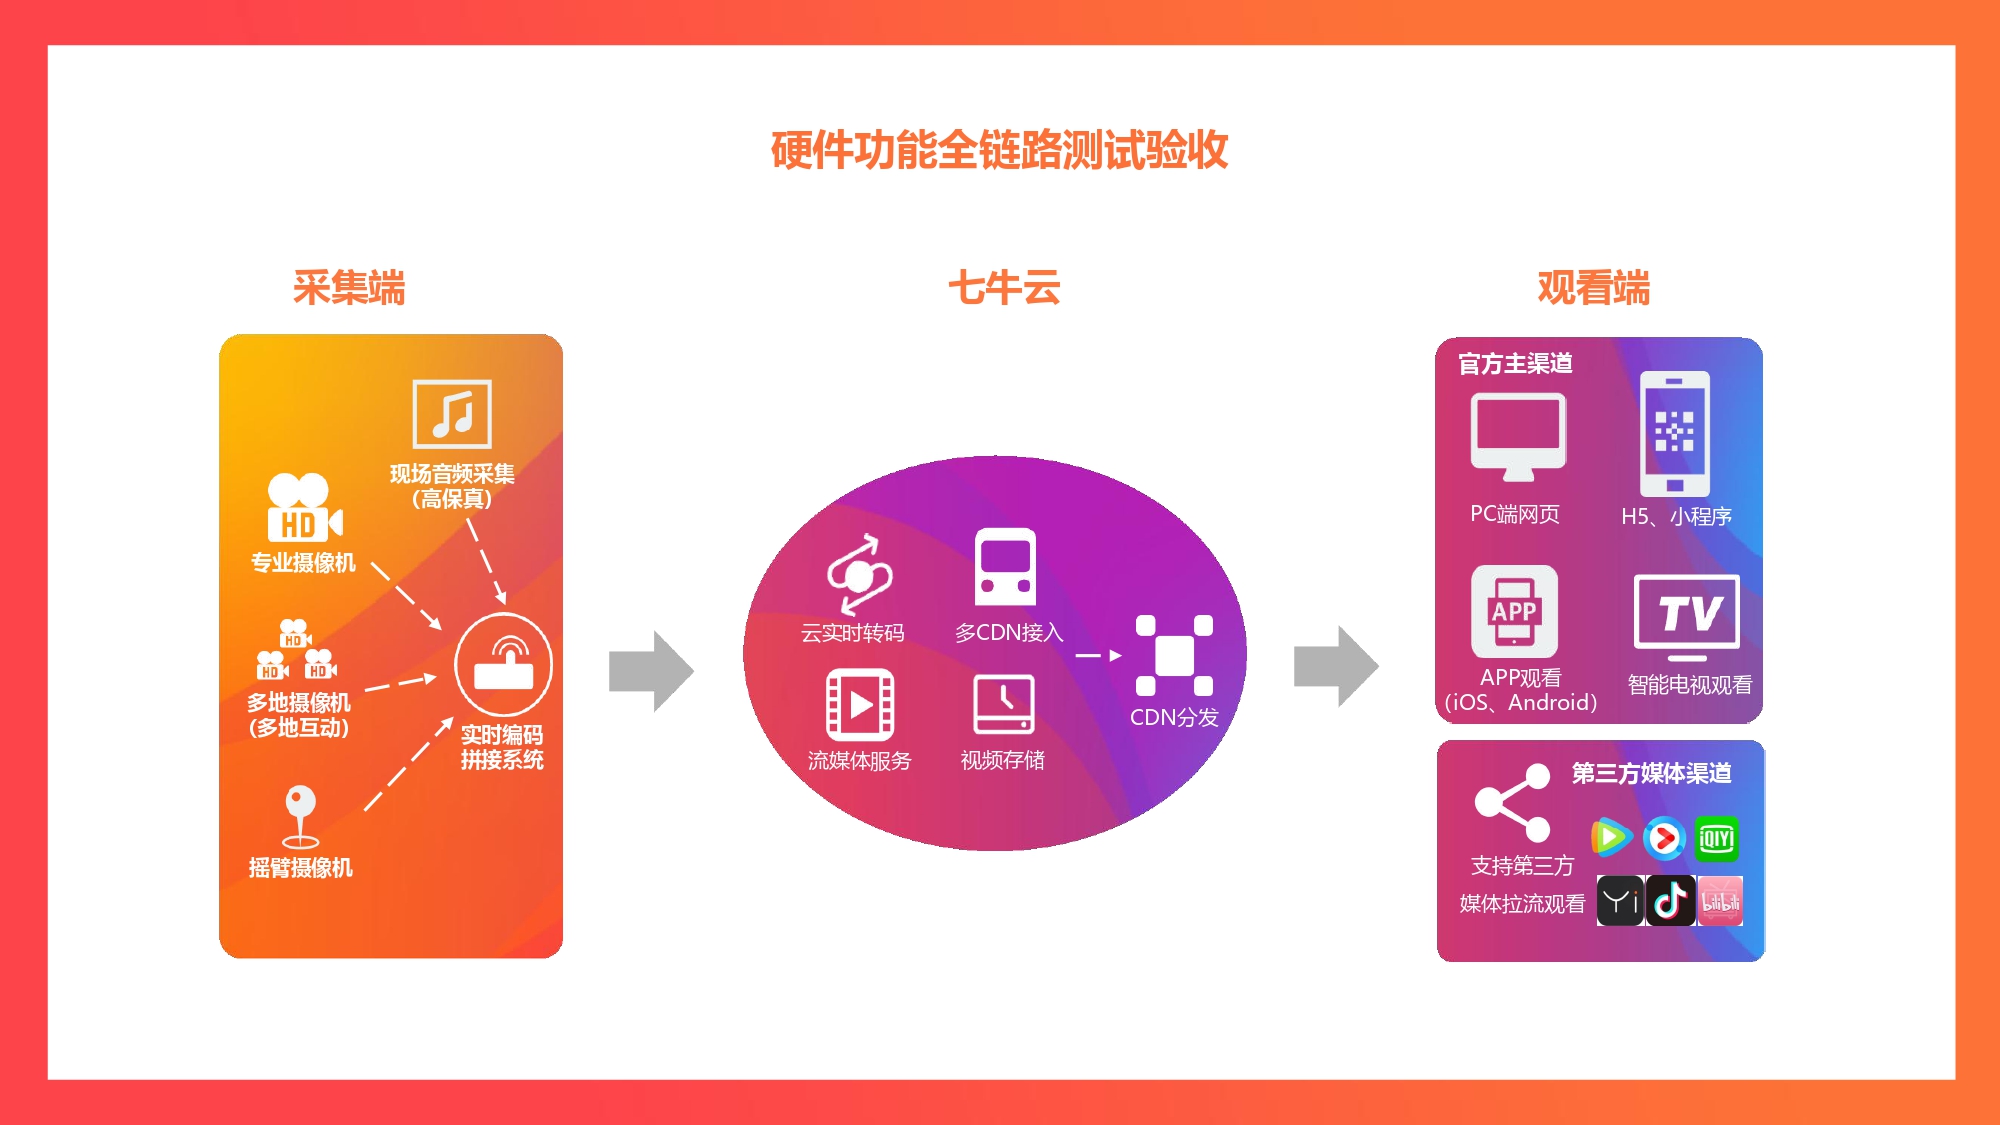 硬件功能全链路测试验收
采集端
七牛云
观看端
现场音频采集
(高保真)
HD
专业摄像机
HD
HD
HD
多地摄像机
(多地互动)
实时编码
拼接系统
摇臂摄像机
云实时转码
多CDN接入
流媒体服务
视频存储
CDN分发
官方主渠道
PC端网页
H5、小程序
APP
APP观看
(iOS、Android)
TV
智能电视观看
第三方媒体渠道
支持第三方
媒体拉流观看
iQIYI
Yi
bilibili